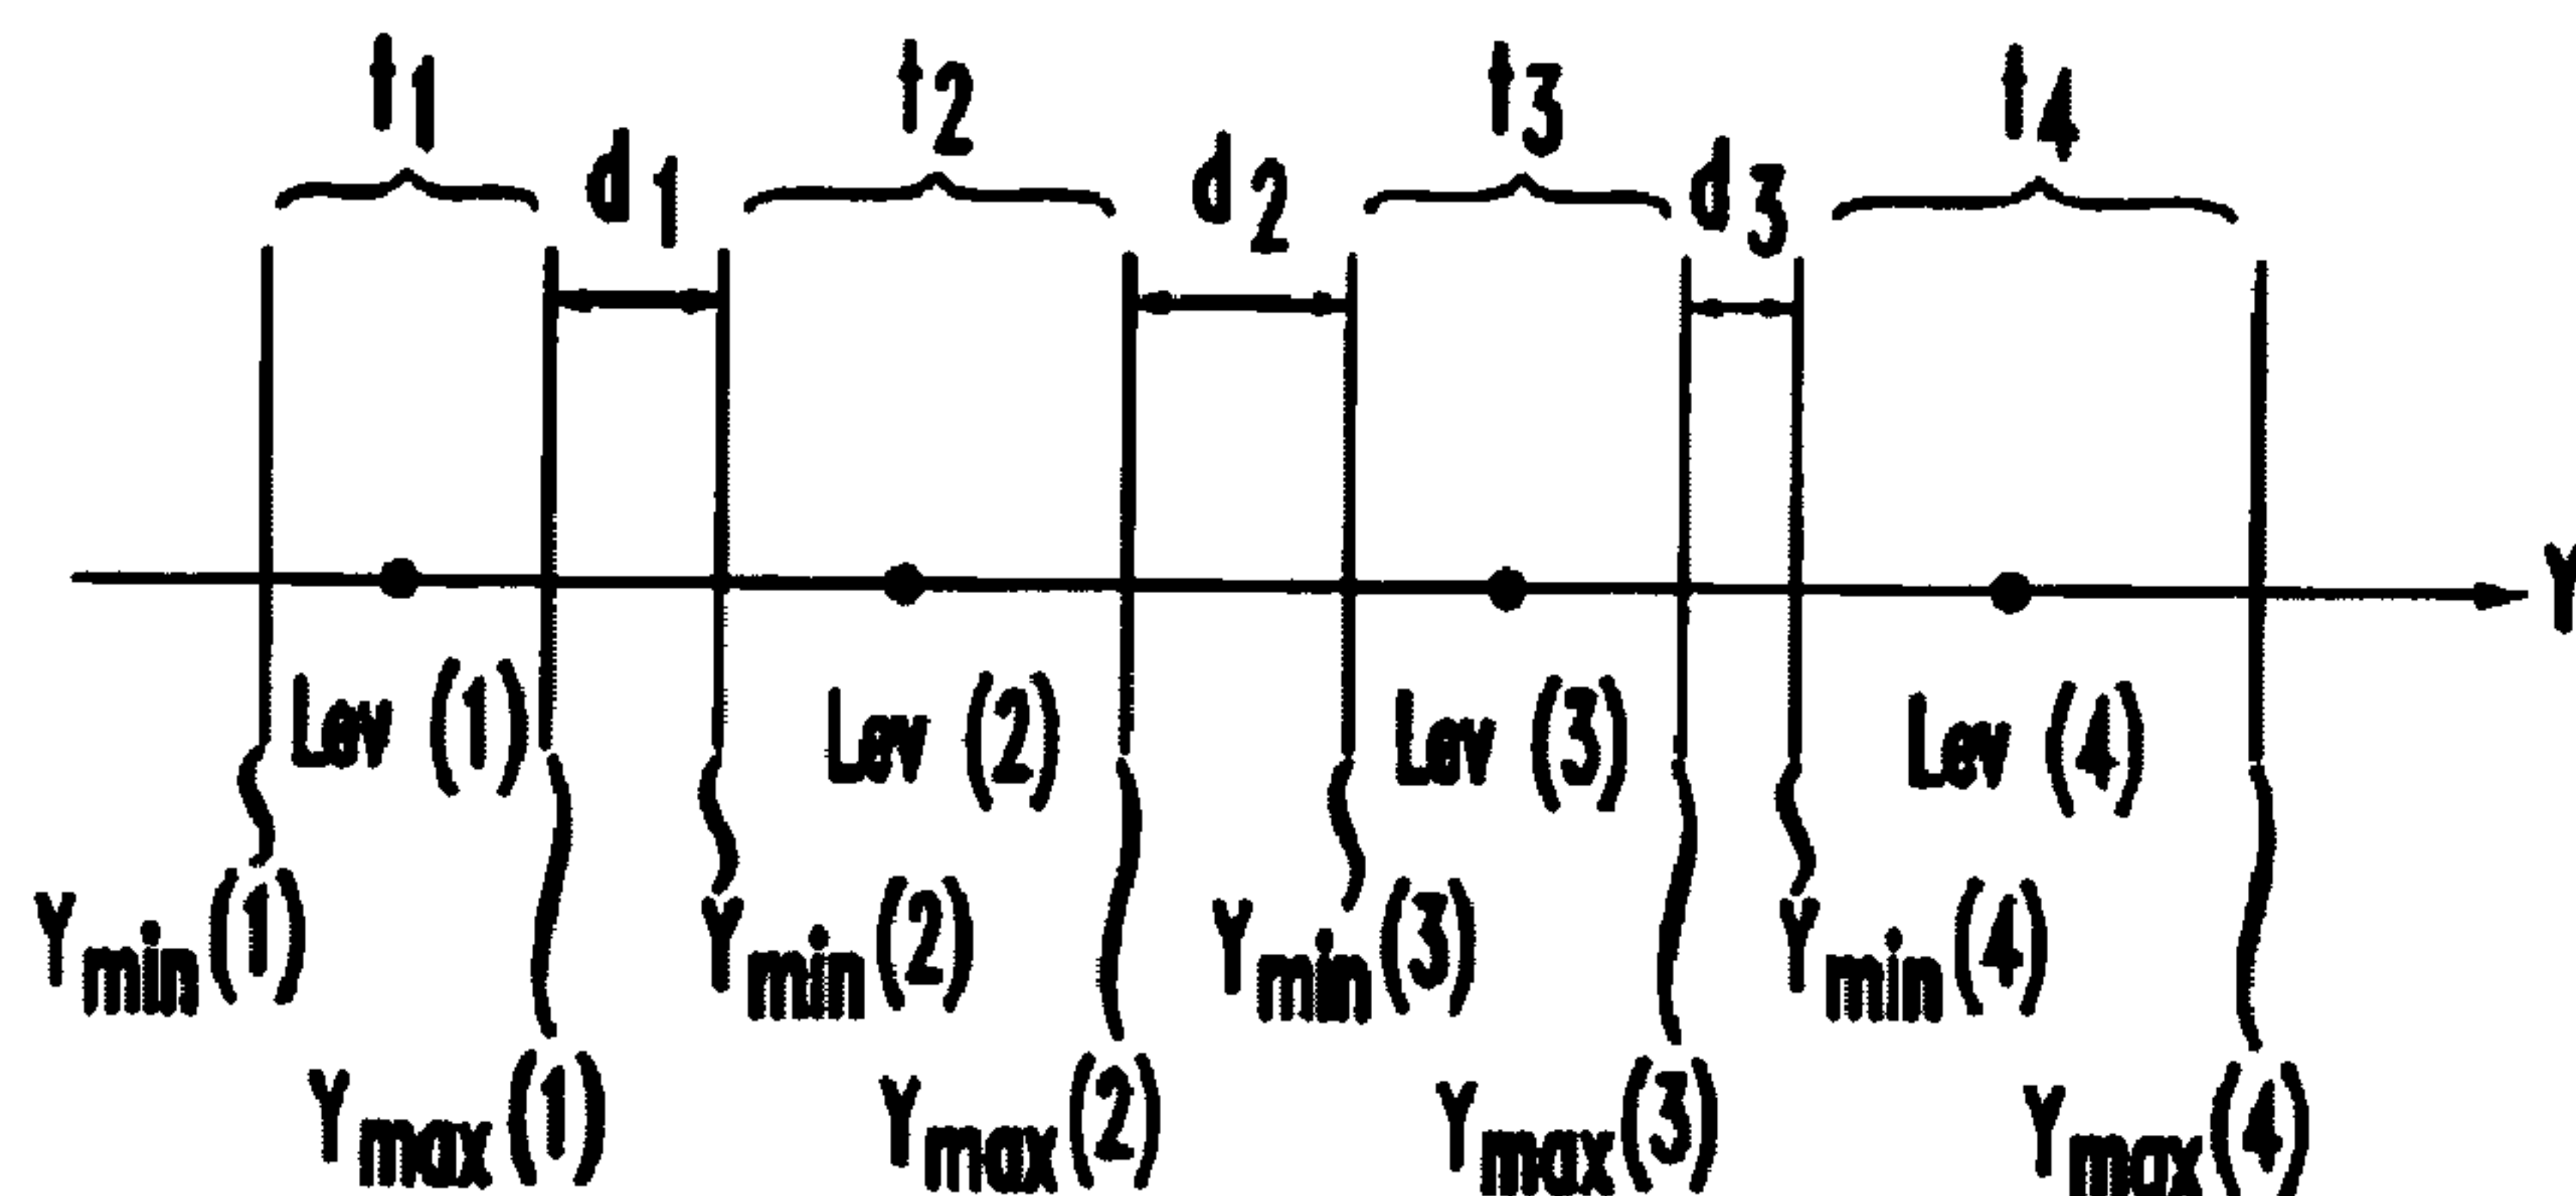 t1 t2 t3 t4
d1 d2 d3
Y
Lev (1) Lev (2) Lev (3) Lev (4)
Ymin(1) Ymin(2) Ymin(3) Ymin(4)
Ymax(1) Ymax(2) Ymax(3) Ymax(4)